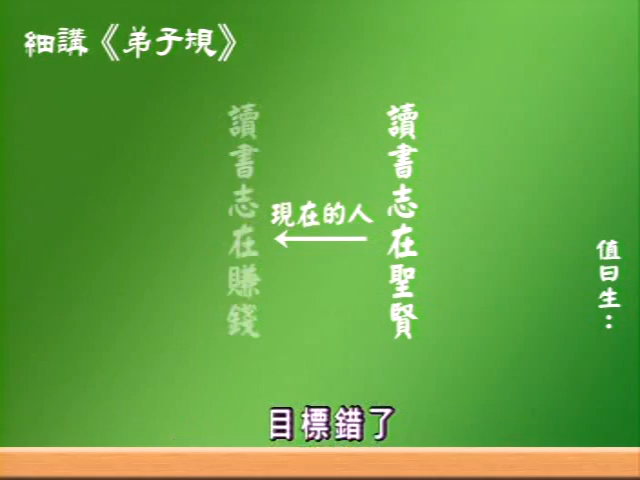 細講《弟子規》
讀書志在聖賢
現在的人
讀書志在賺錢
值日生：
目標錯了